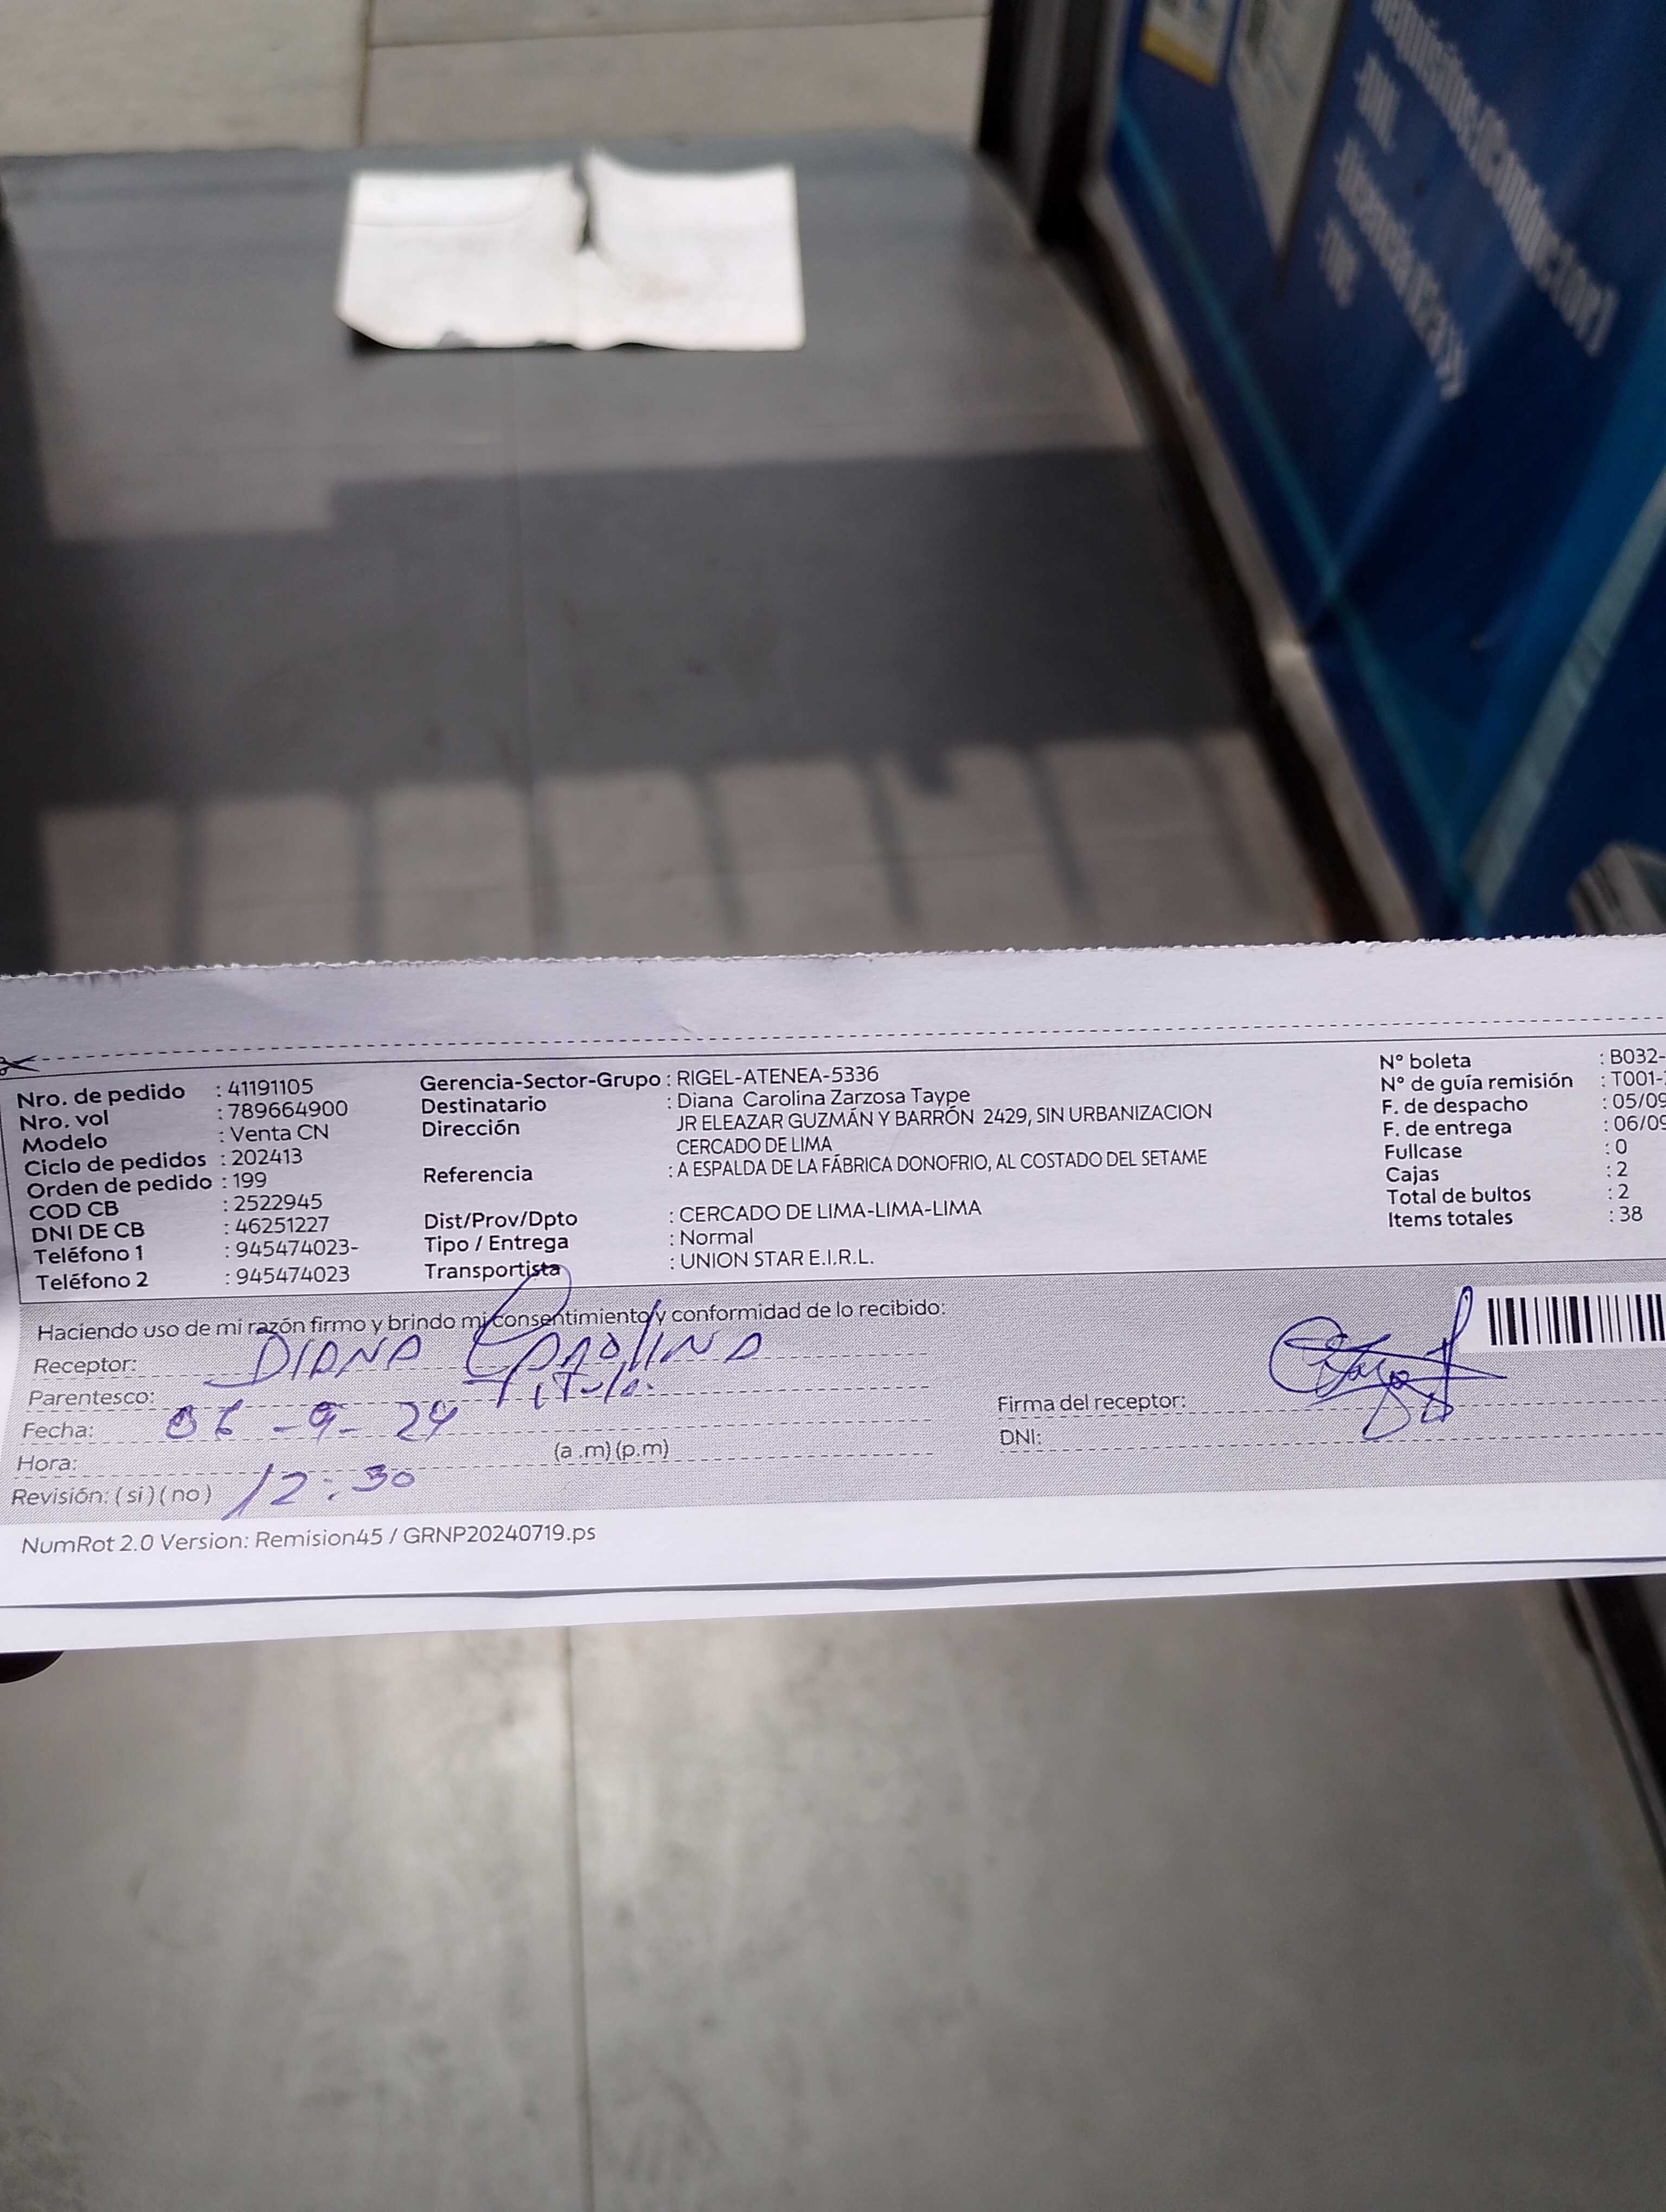 Nro. de pedido : 41191105
Nro. vol : 789664900
Modelo : Venta CN
Ciclo de pedidos : 202413
Orden de pedido : 199
COD CB : 2522945
DNI DE CB : 46251227
Teléfono 1 : 945474023-
Teléfono 2 : 945474023
Gerencia-Sector-Grupo : RIGEL-ATENEA-5336
Destinatario : Diana Carolina Zarzosa Taype
Dirección JR ELEAZAR GUZMÁN Y BARRÓN 2429, SIN URBANIZACION
CERCADO DE LIMA
Referencia : A ESPALDA DE LA FÁBRICA DONOFRIO, AL COSTADO DEL SETAME
Dist/Prov/Dpto : CERCADO DE LIMA-LIMA-LIMA
Tipo / Entrega : Normal
Transportista : UNION STAR E.I.R.L.
N° boleta : B032-
N° de guía remisión : T001-
F. de despacho : 05/09
F. de entrega : 06/09
Fullcase : 0
Cajas : 2
Total de bultos : 2
Items totales : 38
Haciendo uso de mi razón firmo y brindo mi consentimiento y conformidad de lo recibido:
Receptor: DIANA CAROLINA
Parentesco:
Fecha: 06-9-24
Hora: (a .m) (p.m)
Revisión: ( si ) ( no ) 12:30
Firma del receptor:
DNI:
NumRot 2.0 Version: Remision45 / GRNP20240719.ps